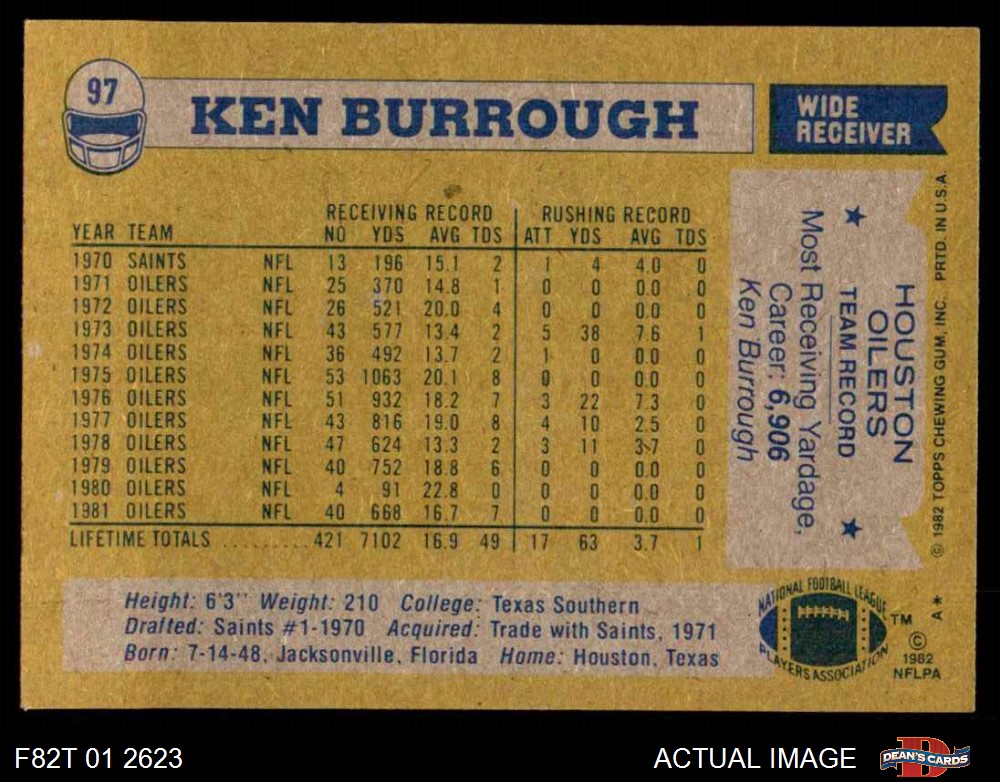 97
KEN BURROUGH
WIDE
RECEIVER
RECEIVING RECORD RUSHING RECORD
YEAR TEAM NO YDS AVG TDS ATT YDS AVG TDS
1970 SAINTS NFL 13 196 15.1 2 1 4 4.0 0
1971 OILERS NFL 25 370 14.8 1 0 0 0.0 0
1972 OILERS NFL 26 521 20.0 4 0 0 0.0 0
1973 OILERS NFL 43 577 13.4 2 5 38 7.6 1
1974 OILERS NFL 36 492 13.7 2 1 0 0.0 0
1975 OILERS NFL 53 1063 20.1 8 0 0 0.0 0
1976 OILERS NFL 51 932 18.2 7 3 22 7.3 0
1977 OILERS NFL 43 816 19.0 8 4 10 2.5 0
1978 OILERS NFL 47 624 13.3 2 3 11 3.7 0
1979 OILERS NFL 40 752 18.8 6 0 0 0.0 0
1980 OILERS NFL 4 91 22.8 0 0 0 0.0 0
1981 OILERS NFL 40 668 16.7 7 0 0 0.0 0
LIFETIME TOTALS ......... 421 7102 16.9 49 17 63 3.7 1
HOUSTON
OILERS
★ TEAM RECORD ★
Most Receiving Yardage,
Career: 6,906
Ken Burrough
© 1982 TOPPS CHEWING GUM, INC. PRTD. IN U.S.A.
A*
Height: 6'3" Weight: 210 College: Texas Southern
Drafted: Saints #1-1970 Acquired: Trade with Saints, 1971
Born: 7-14-48, Jacksonville, Florida Home: Houston, Texas
NATIONAL FOOTBALL LEAGUE
PLAYERS ASSOCIATION
TM
©
1982
NFLPA
F82T 01 2623
ACTUAL IMAGE
D
DEAN'S CARDS